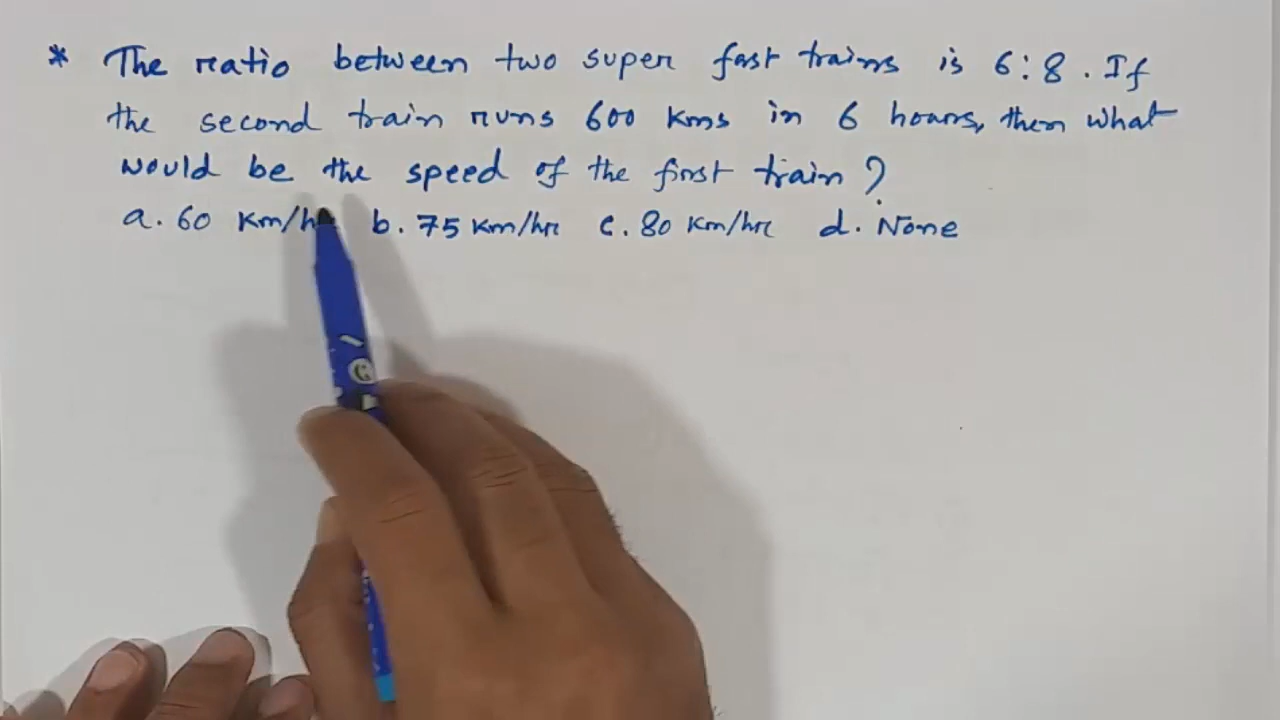 * The ratio between two super fast trains is 6:8. If
the second train runs 600 kms in 6 hours, then what
would be the speed of the first train?
a. 60 km/h b. 75 km/hr c. 80 km/hr d. None